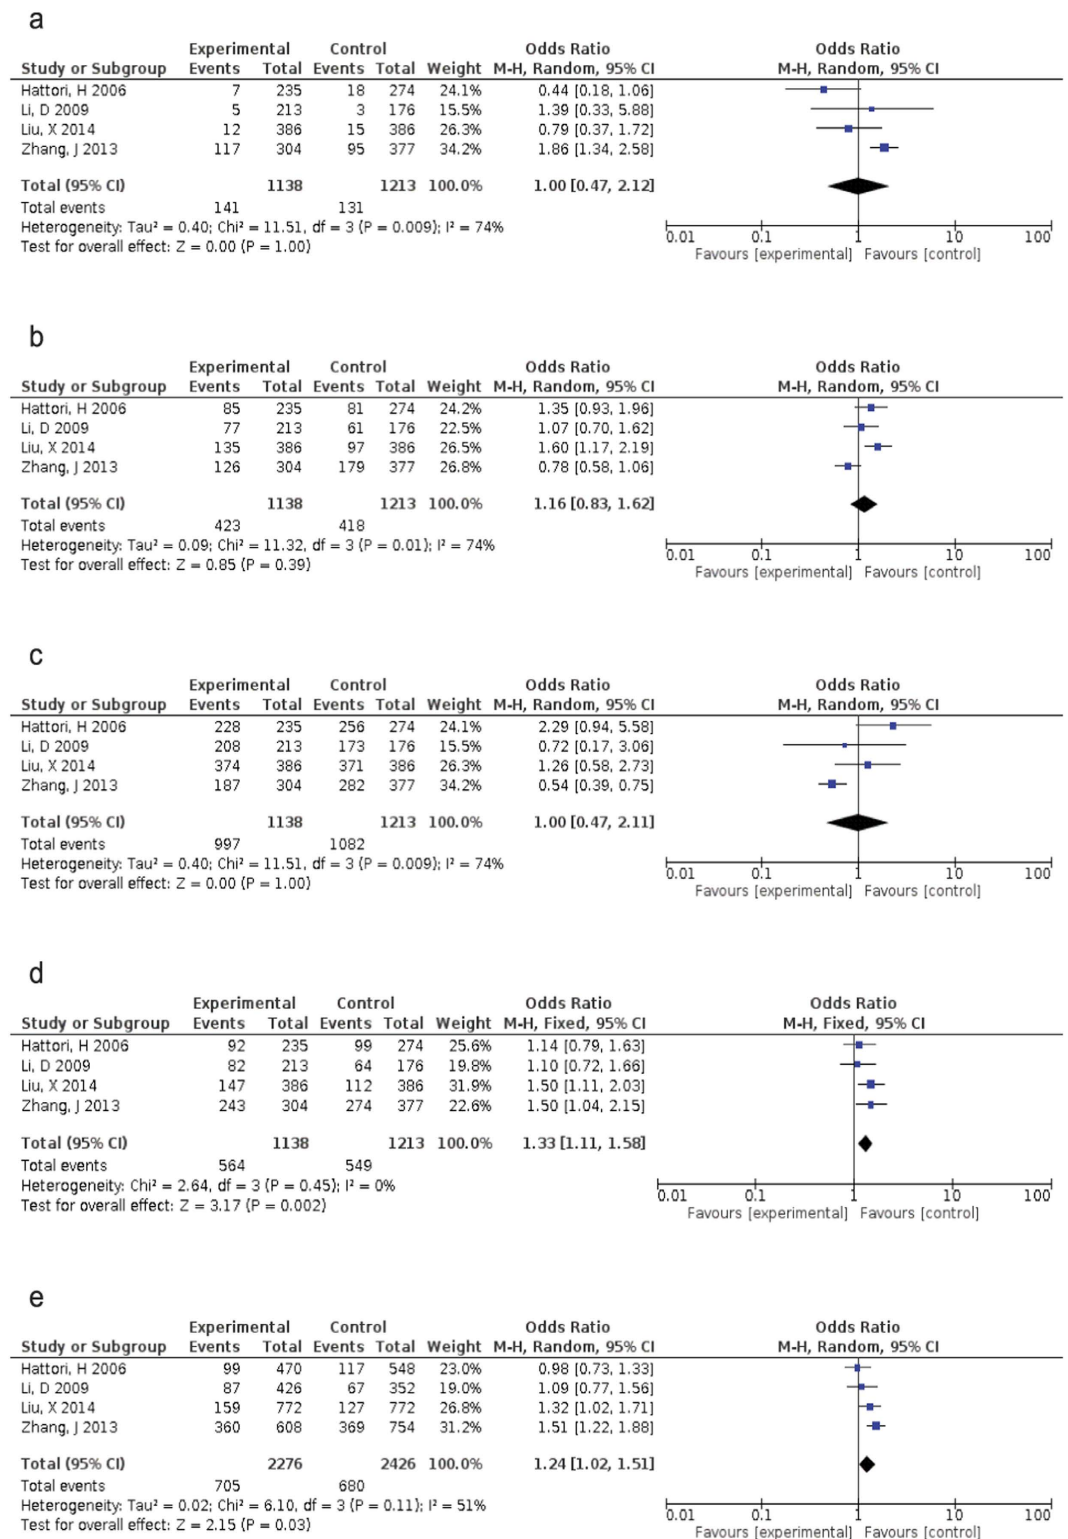 a
Experimental Control Odds Ratio Odds Ratio
Study or Subgroup Events Total Events Total Weight M-H, Random, 95% CI M-H, Random, 95% CI
Hattori, H 2006 7 235 18 274 24.1% 0.44 [0.18, 1.06]
Li, D 2009 5 213 3 176 15.5% 1.39 [0.33, 5.88]
Liu, X 2014 12 386 15 386 26.3% 0.79 [0.37, 1.72]
Zhang, J 2013 117 304 95 377 34.2% 1.86 [1.34, 2.58]
Total (95% CI) 1138 1213 100.0% 1.00 [0.47, 2.12]
Total events 141 131
Heterogeneity: Tau² = 0.40; Chi² = 11.51, df = 3 (P = 0.009); I² = 74%
Test for overall effect: Z = 0.00 (P = 1.00)
0.01 0.1 1 10 100
Favours [experimental] Favours [control]
b
Experimental Control Odds Ratio Odds Ratio
Study or Subgroup Events Total Events Total Weight M-H, Random, 95% CI M-H, Random, 95% CI
Hattori, H 2006 85 235 81 274 24.2% 1.35 [0.93, 1.96]
Li, D 2009 77 213 61 176 22.5% 1.07 [0.70, 1.62]
Liu, X 2014 135 386 97 386 26.5% 1.60 [1.17, 2.19]
Zhang, J 2013 126 304 179 377 26.8% 0.78 [0.58, 1.06]
Total (95% CI) 1138 1213 100.0% 1.16 [0.83, 1.62]
Total events 423 418
Heterogeneity: Tau² = 0.09; Chi² = 11.32, df = 3 (P = 0.01); I² = 74%
Test for overall effect: Z = 0.85 (P = 0.39)
0.01 0.1 1 10 100
Favours [experimental] Favours [control]
c
Experimental Control Odds Ratio Odds Ratio
Study or Subgroup Events Total Events Total Weight M-H, Random, 95% CI M-H, Random, 95% CI
Hattori, H 2006 228 235 256 274 24.1% 2.29 [0.94, 5.58]
Li, D 2009 208 213 173 176 15.5% 0.72 [0.17, 3.06]
Liu, X 2014 374 386 371 386 26.3% 1.26 [0.58, 2.73]
Zhang, J 2013 187 304 282 377 34.2% 0.54 [0.39, 0.75]
Total (95% CI) 1138 1213 100.0% 1.00 [0.47, 2.11]
Total events 997 1082
Heterogeneity: Tau² = 0.40; Chi² = 11.51, df = 3 (P = 0.009); I² = 74%
Test for overall effect: Z = 0.00 (P = 1.00)
0.01 0.1 1 10 100
Favours [experimental] Favours [control]
d
Experimental Control Odds Ratio Odds Ratio
Study or Subgroup Events Total Events Total Weight M-H, Fixed, 95% CI M-H, Fixed, 95% CI
Hattori, H 2006 92 235 99 274 25.6% 1.14 [0.79, 1.63]
Li, D 2009 82 213 64 176 19.8% 1.10 [0.72, 1.66]
Liu, X 2014 147 386 112 386 31.9% 1.50 [1.11, 2.03]
Zhang, J 2013 243 304 274 377 22.6% 1.50 [1.04, 2.15]
Total (95% CI) 1138 1213 100.0% 1.33 [1.11, 1.58]
Total events 564 549
Heterogeneity: Chi² = 2.64, df = 3 (P = 0.45); I² = 0%
Test for overall effect: Z = 3.17 (P = 0.002)
0.01 0.1 1 10 100
Favours [experimental] Favours [control]
e
Experimental Control Odds Ratio Odds Ratio
Study or Subgroup Events Total Events Total Weight M-H, Random, 95% CI M-H, Random, 95% CI
Hattori, H 2006 99 470 117 548 23.0% 0.98 [0.73, 1.33]
Li, D 2009 87 426 67 352 19.0% 1.09 [0.77, 1.56]
Liu, X 2014 159 772 127 772 26.8% 1.32 [1.02, 1.71]
Zhang, J 2013 360 608 369 754 31.2% 1.51 [1.22, 1.88]
Total (95% CI) 2276 2426 100.0% 1.24 [1.02, 1.51]
Total events 705 680
Heterogeneity: Tau² = 0.02; Chi² = 6.10, df = 3 (P = 0.11); I² = 51%
Test for overall effect: Z = 2.15 (P = 0.03)
0.01 0.1 1 10 100
Favours [experimental] Favours [control]